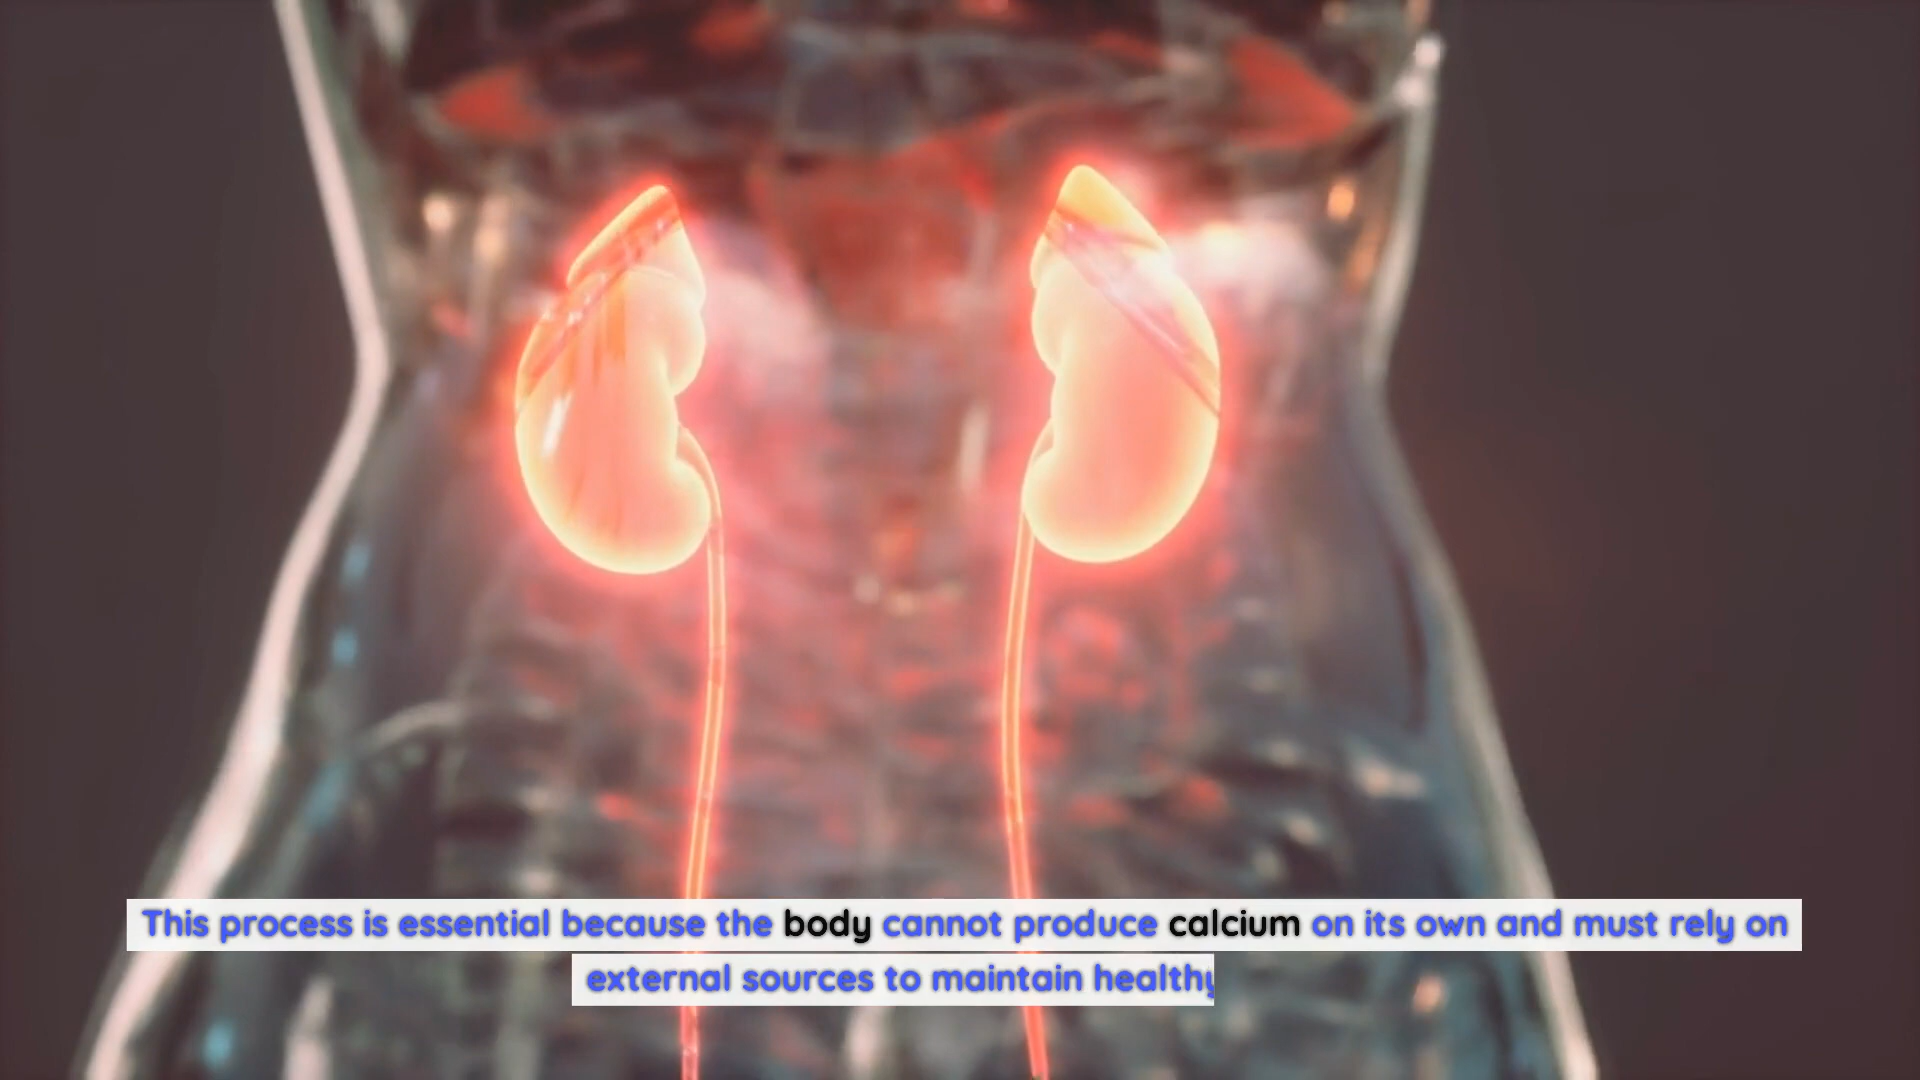 This process is essential because the body cannot produce calcium on its own and must rely on
external sources to maintain healthy